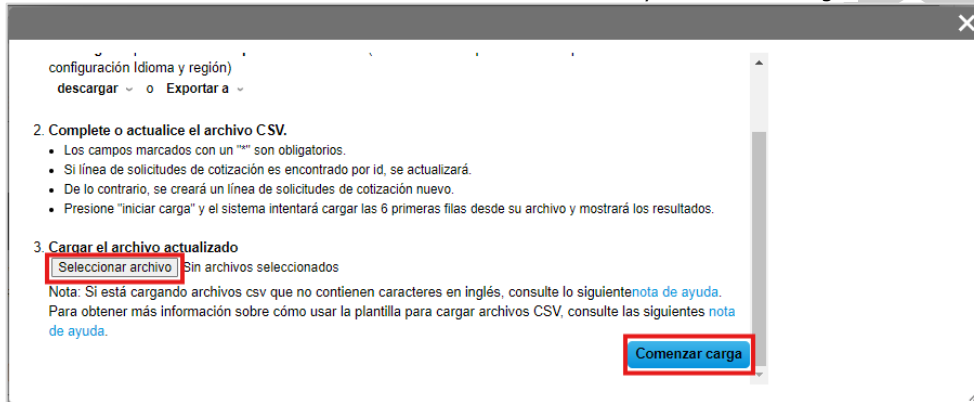 configuración Idioma y región)
descargar o Exportar a
2. Complete o actualice el archivo CSV.
• Los campos marcados con un "*" son obligatorios.
• Si línea de solicitudes de cotización es encontrado por id, se actualizará.
• De lo contrario, se creará un línea de solicitudes de cotización nuevo.
• Presione "iniciar carga" y el sistema intentará cargar las 6 primeras filas desde su archivo y mostrará los resultados.
3. Cargar el archivo actualizado
Seleccionar archivo Sin archivos seleccionados
Nota: Si está cargando archivos csv que no contienen caracteres en inglés, consulte lo siguientenota de ayuda.
Para obtener más información sobre cómo usar la plantilla para cargar archivos CSV, consulte las siguientes nota
de ayuda.
Comenzar carga